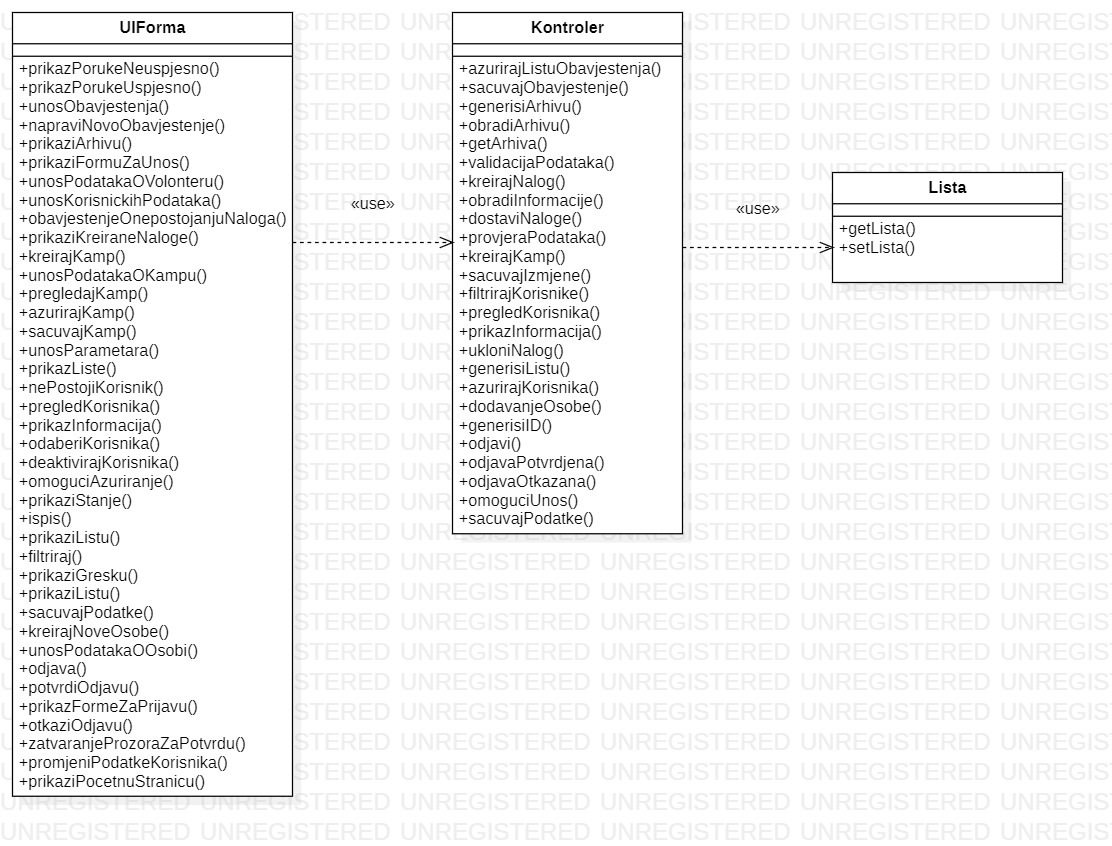 UIForma
+prikazPorukeNeuspjesno()
+prikazPorukeUspjesno()
+unosObavjestenja()
+napraviNovoObavjestenje()
+prikaziArhivu()
+prikaziFormuZaUnos()
+unosPodatakaOVolonteru()
+unosKorisnickihPodataka()
+obavjestenjeOnepostojanjuNaloga()
+prikaziKreiraneNaloge()
+kreirajKamp()
+unosPodatakaOKampu()
+pregledajKamp()
+azurirajKamp()
+sacuvajKamp()
+unosParametara()
+prikazListe()
+nePostojiKorisnik()
+pregledKorisnika()
+prikazInformacija()
+odaberiKorisnika()
+deaktivirajKorisnika()
+omoguciAzuriranje()
+prikaziStanje()
+ispis()
+prikaziListu()
+filtriraj()
+prikaziGresku()
+prikaziListu()
+sacuvajPodatke()
+kreirajNoveOsobe()
+unosPodatakaOOsobi()
+odjava()
+potvrdiOdjavu()
+prikazFormeZaPrijavu()
+otkaziOdjavu()
+zatvaranjeProzoraZaPotvrdu()
+promjeniPodatkeKorisnika()
+prikaziPocetnuStranicu()
«use»
Kontroler
+azurirajListuObavjestenja()
+sacuvajObavjestenje()
+generisiArhivu()
+obradiArhivu()
+getArhiva()
+validacijaPodataka()
+kreirajNalog()
+obradiInformacije()
+dostaviNaloge()
+provjeraPodataka()
+kreirajKamp()
+sacuvajIzmjene()
+filtrirajKorisnike()
+pregledKorisnika()
+prikazInformacija()
+ukloniNalog()
+generisiListu()
+azurirajKorisnika()
+dodavanjeOsobe()
+generisiID()
+odjavi()
+odjavaPotvrdjena()
+odjavaOtkazana()
+omoguciUnos()
+sacuvajPodatke()
«use»
Lista
+getLista()
+setLista()
UNREGISTERED UNREGISTERED UNREGISTERED UNREGISTERED UNREGISTERED